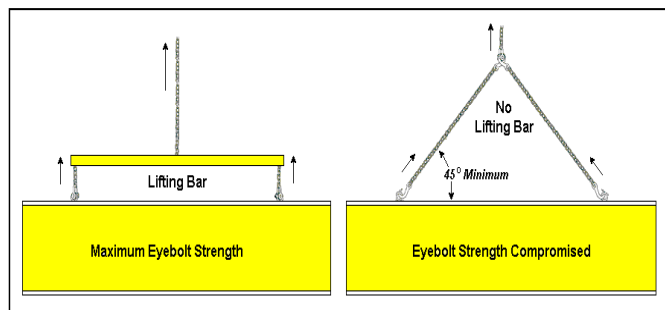 Lifting Bar
Maximum Eyebolt Strength
No
Lifting Bar
45° Minimum
Eyebolt Strength Compromised